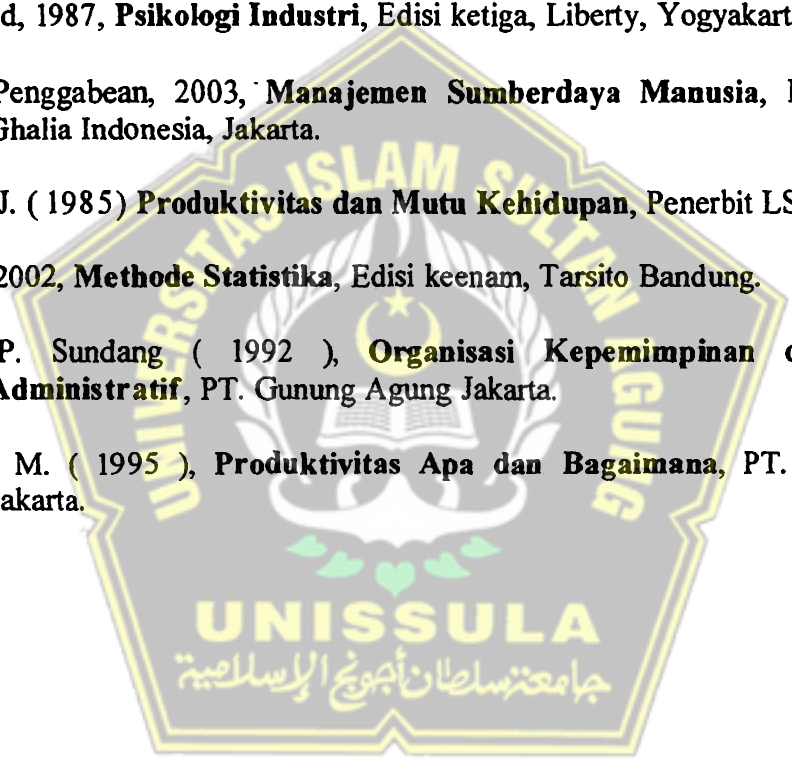 d, 1987, Psikologi Industri, Edisi ketiga, Liberty, Yogyakart
Penggabean, 2003, Manajemen Sumberdaya Manusia,
Ghalia Indonesia, Jakarta.
J. ( 1985) Produktivitas dan Mutu Kehidupan, Penerbit LS
2002, Methode Statistika, Edisi keenam, Tarsito Bandung.
P. Sundang ( 1992 ), Organisasi Kepemimpinan
Administratif, PT. Gunung Agung Jakarta.
M. ( 1995 ), Produktivitas Apa dan Bagaimana, PT.
akarta.
UNIVERSITAS ISLAM SULTAN AGUNG
UNISSULA
جامعة سلطان أجونج الإسلامية